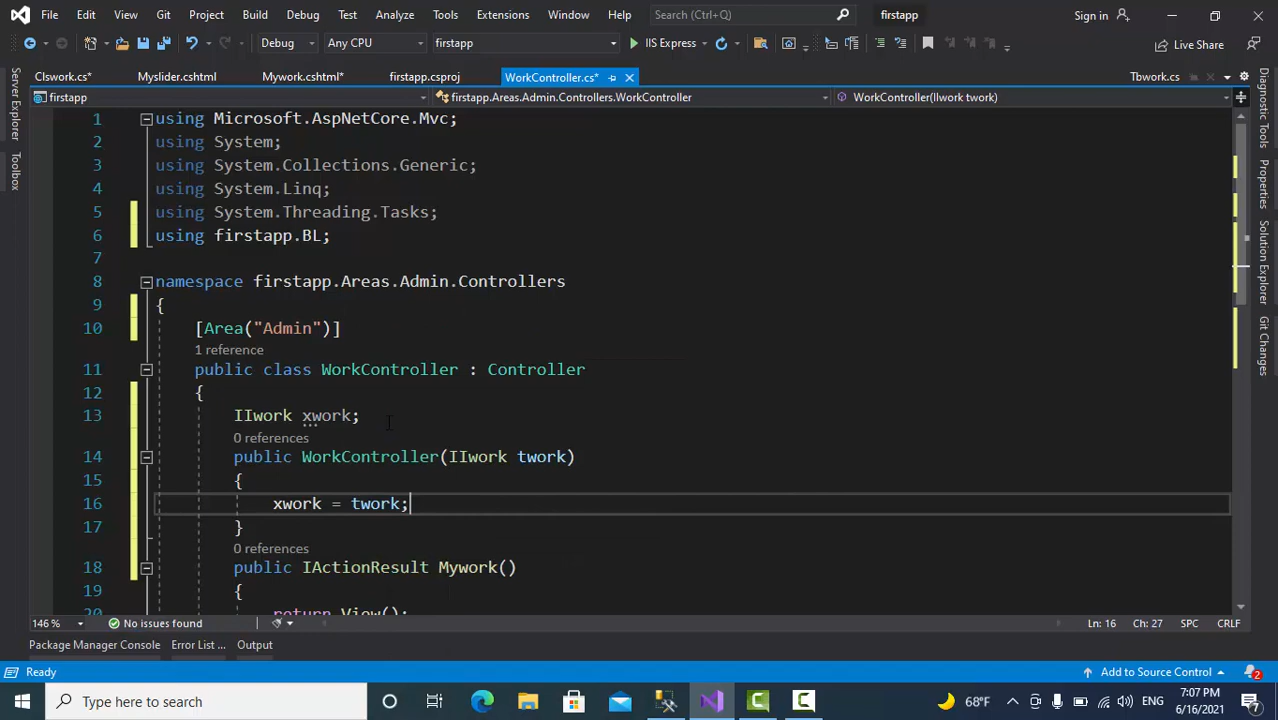 File Edit View Git Project Build Debug Test Analyze Tools Extensions Window Help Search (Ctrl+Q) firstapp Sign in
Debug Any CPU firstapp IIS Express Live Share
Clswork.cs* Myslider.cshtml Mywork.cshtml* firstapp.csproj WorkController.cs* Tbwork.cs
firstapp firstapp.Areas.Admin.Controllers.WorkController WorkController(IIwork twork)
Server Explorer
Toolbox
1 using Microsoft.AspNetCore.Mvc;
2 using System;
3 using System.Collections.Generic;
4 using System.Linq;
5 using System.Threading.Tasks;
6 using firstapp.BL;
7
8 namespace firstapp.Areas.Admin.Controllers
9 {
10 [Area("Admin")]
1 reference
11 public class WorkController : Controller
12 {
13 IIwork xwork;
0 references
14 public WorkController(IIwork twork)
15 {
16 xwork = twork;
17 }
0 references
18 public IActionResult Mywork()
19 {
20 return View();
Diagnostic Tools
Properties
Solution Explorer
Git Changes
146 % No issues found Ln: 16 Ch: 27 SPC CRLF
Package Manager Console Error List ... Output
Ready Add to Source Control 2
Type here to search 68°F ENG 7:07 PM
6/16/2021 7